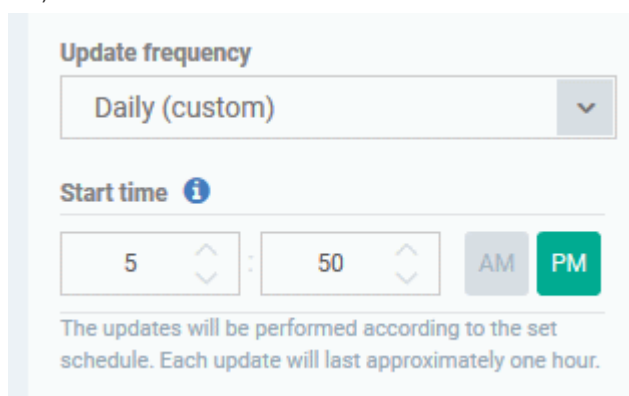 Update frequency
Daily (custom)
Start time
5 : 50 AM PM
The updates will be performed according to the set
schedule. Each update will last approximately one hour.